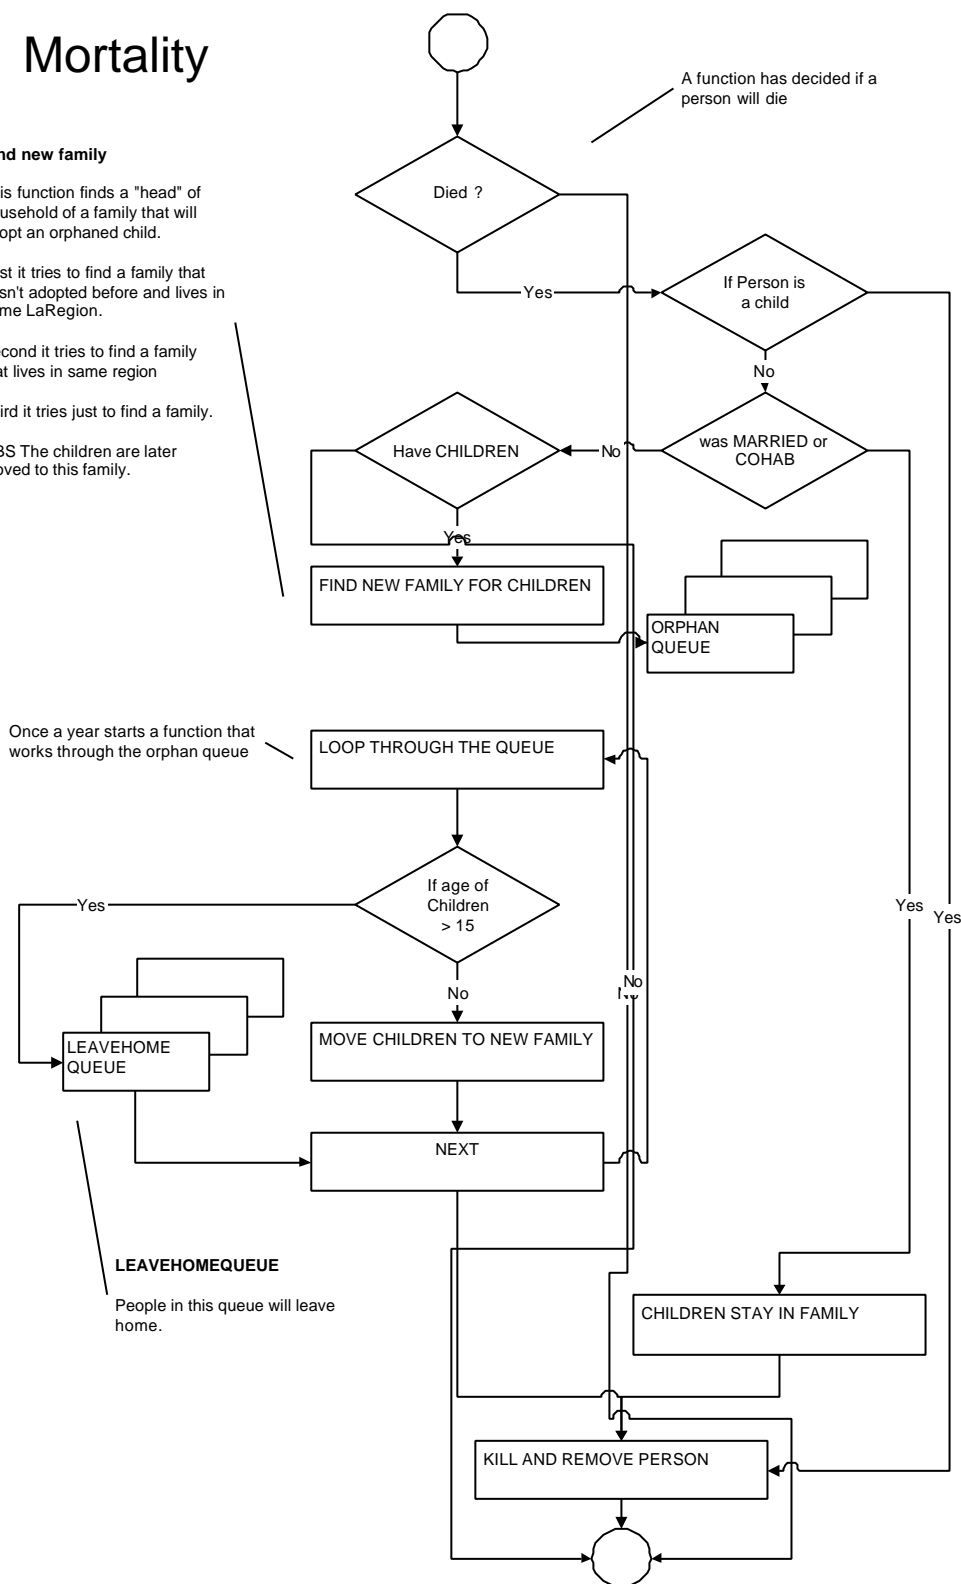 Mortality
A function has decided if a
person will die
nd new family
is function finds a "head" of
usehold of a family that will
opt an orphaned child.
st it tries to find a family that
sn't adopted before and lives in
me LaRegion.
econd it tries to find a family
at lives in same region
ird it tries just to find a family.
BS The children are later
oved to this family.
Died ?
Yes
If Person is
a child
No
was MARRIED or
COHAB
No
Have CHILDREN
Yes
FIND NEW FAMILY FOR CHILDREN
ORPHAN
QUEUE
Once a year starts a function that
works through the orphan queue
LOOP THROUGH THE QUEUE
If age of
Children
> 15
Yes
Yes
Yes
No
No
No
LEAVEHOME
QUEUE
MOVE CHILDREN TO NEW FAMILY
NEXT
LEAVEHOMEQUEUE
People in this queue will leave
home.
CHILDREN STAY IN FAMILY
KILL AND REMOVE PERSON